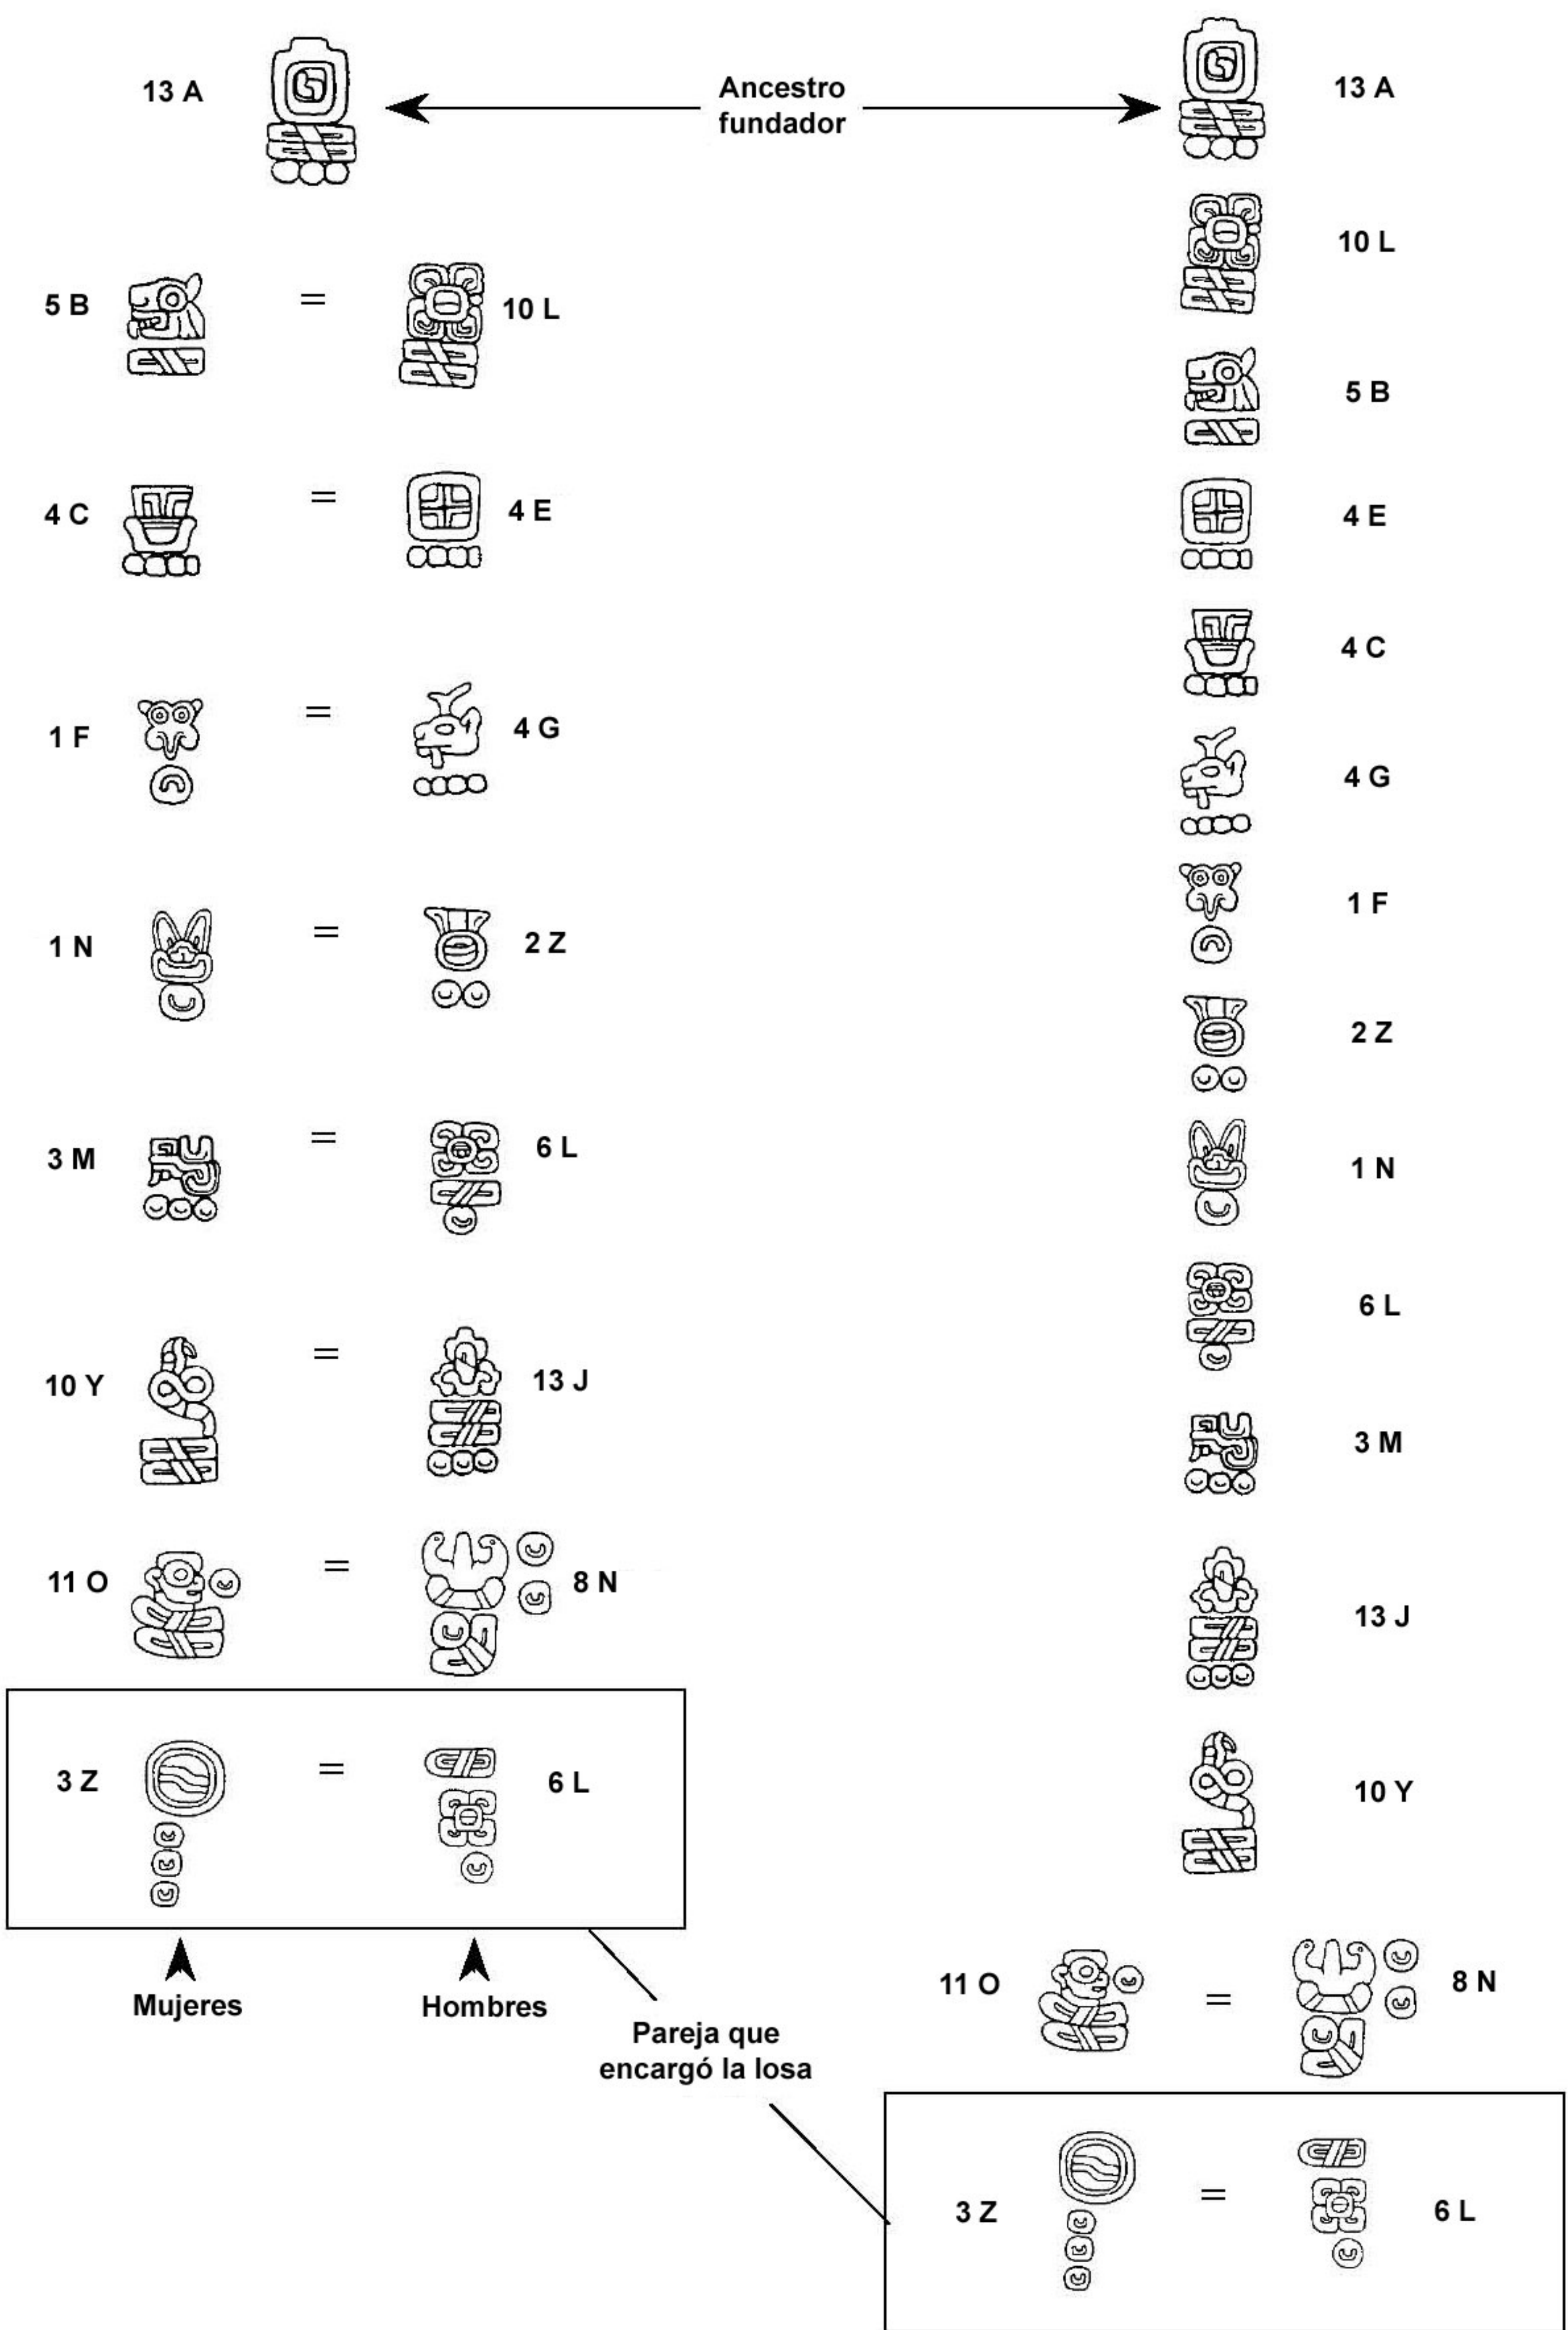 13 A
Ancestro
fundador
13 A
10 L
5 B = 10 L
5 B
4 C = 4 E
4 E
4 C
1 F = 4 G
4 G
1 F
1 N = 2 Z
2 Z
1 N
3 M = 6 L
6 L
10 Y = 13 J
3 M
11 O = 8 N
13 J
3 Z = 6 L
10 Y
Mujeres
Hombres
11 O = 8 N
Pareja que
encargó la losa
3 Z = 6 L